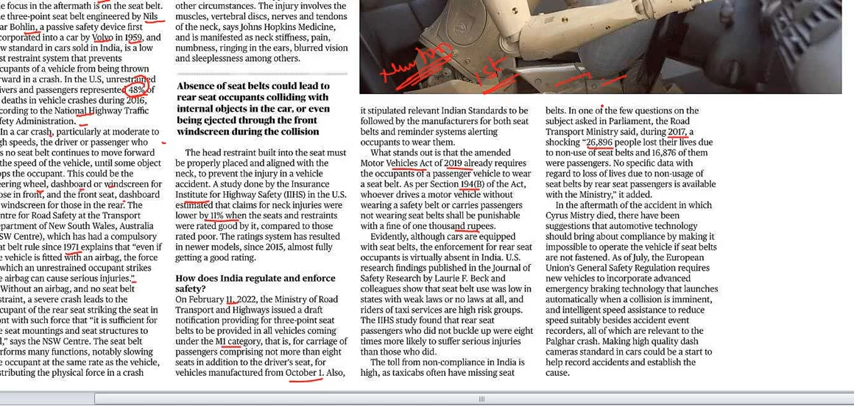 e focus in the aftermath is on the seat belt.
e three-point seat belt engineered by Nils
ar Bohlin, a passive safety device first
corporated into a car by Volvo in 1959, and
w standard in cars sold in India, is a low
st restraint system that prevents
cupants of a vehicle from being thrown
rward in a crash. In the U.S, unrestrained
ivers and passengers represented 48% of
deaths in vehicle crashes during 2016,
cording to the National Highway Traffic
fety Administration.
In a car crash, particularly at moderate to
gh speeds, the driver or passenger who
s no seat belt continues to move forward
the speed of the vehicle, until some object
ops the occupant. This could be the
eering wheel, dashboard or windscreen for
ose in front, and the front seat, dashboard
windscreen for those in the rear. The
ntre for Road Safety at the Transport
epartment of New South Wales, Australia
SW Centre), which has had a compulsory
at belt rule since 1971 explains that “even if
e vehicle is fitted with an airbag, the force
which an unrestrained occupant strikes
e airbag can cause serious injuries.”
Without an airbag, and no seat belt
straint, a severe crash leads to the
cupant of the rear seat striking the seat in
ont with such force that “it is sufficient for
e seat mountings and seat structures to
l,” says the NSW Centre. The seat belt
rforms many functions, notably slowing
e occupant at the same rate as the vehicle,
stributing the physical force in a crash
other circumstances. The injury involves the
muscles, vertebral discs, nerves and tendons
of the neck, says Johns Hopkins Medicine,
and is manifested as neck stiffness, pain,
numbness, ringing in the ears, blurred vision
and sleeplessness among others.
Absence of seat belts could lead to
rear seat occupants colliding with
internal objects in the car, or even
being ejected through the front
windscreen during the collision
The head restraint built into the seat must
be properly placed and aligned with the
neck, to prevent the injury in a vehicle
accident. A study done by the Insurance
Institute for Highway Safety (IIHS) in the U.S.
estimated that claims for neck injuries were
lower by 11% when the seats and restraints
were rated good by it, compared to those
rated poor. The ratings system has resulted
in newer models, since 2015, almost fully
getting a good rating.
How does India regulate and enforce
safety?
On February 11, 2022, the Ministry of Road
Transport and Highways issued a draft
notification providing for three-point seat
belts to be provided in all vehicles coming
under the M1 category, that is, for carriage of
passengers comprising not more than eight
seats in addition to the driver’s seat, for
vehicles manufactured from October 1. Also,
it stipulated relevant Indian Standards to be
followed by the manufacturers for both seat
belts and reminder systems alerting
occupants to wear them.
What stands out is that the amended
Motor Vehicles Act of 2019 already requires
the occupants of a passenger vehicle to wear
a seat belt. As per Section 194(B) of the Act,
whoever drives a motor vehicle without
wearing a safety belt or carries passengers
not wearing seat belts shall be punishable
with a fine of one thousand rupees.
Evidently, although cars are equipped
with seat belts, the enforcement for rear seat
occupants is virtually absent in India. U.S.
research findings published in the Journal of
Safety Research by Laurie F. Beck and
colleagues show that seat belt use was low in
states with weak laws or no laws at all, and
riders of taxi services are high risk groups.
The IIHS study found that rear seat
passengers who did not buckle up were eight
times more likely to suffer serious injuries
than those who did.
The toll from non-compliance in India is
high, as taxicabs often have missing seat
belts. In one of the few questions on the
subject asked in Parliament, the Road
Transport Ministry said, during 2017, a
shocking “26,896 people lost their lives due
to non-use of seat belts and 16,876 of them
were passengers. No specific data with
regard to loss of lives due to non-usage of
seat belts by rear seat passengers is available
with the Ministry,” it added.
In the aftermath of the accident in which
Cyrus Mistry died, there have been
suggestions that automotive technology
should bring about compliance by making it
impossible to operate the vehicle if seat belts
are not fastened. As of July, the European
Union’s General Safety Regulation requires
new vehicles to incorporate advanced
emergency braking technology that launches
automatically when a collision is imminent,
and intelligent speed assistance to reduce
speed suitably besides accident event
recorders, all of which are relevant to the
Palghar crash. Making high quality dash
cameras standard in cars could be a start to
help record accidents and establish the
cause.